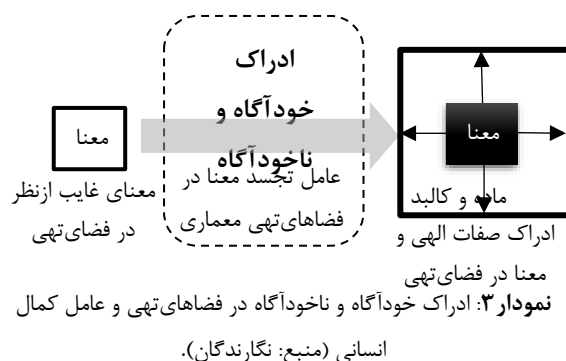 معنا
معنای غایب ازنظر
در فضای‌تهی
ادراک
خودآگاه و
ناخودآگاه
عامل تجسد معنا در
فضاهای‌تهی معماری
معنا
ماده و کالبد
ادراک صفات الهی و
معنا در فضای‌تهی
نمودار۳: ادراک خودآگاه و ناخودآگاه در فضاهای‌تهی و عامل کمال
انسانی (منبع: نگارندگان).